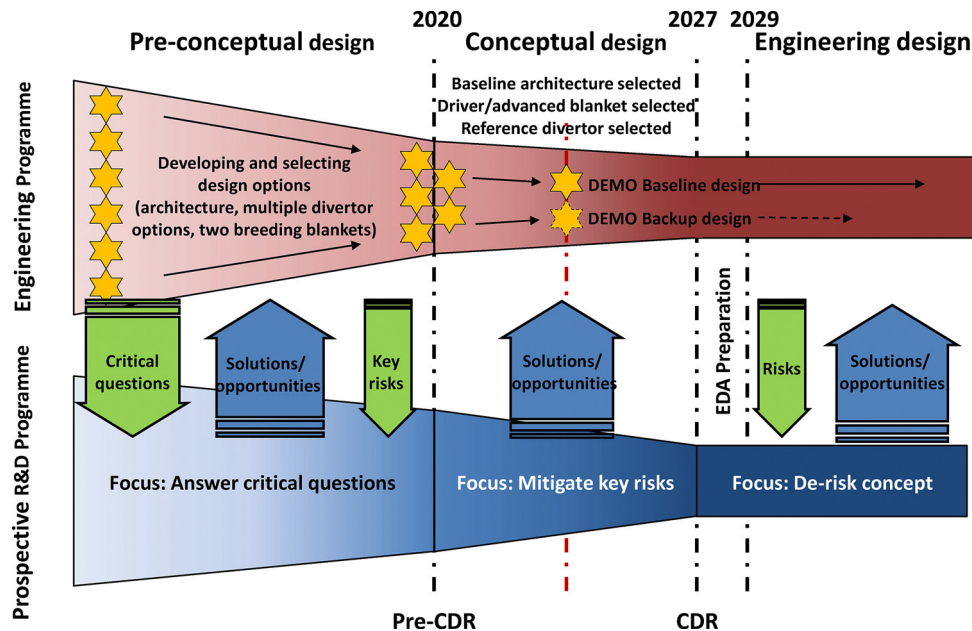 2020
2027
2029
Pre-conceptual design
Conceptual design
Engineering design
Baseline architecture selected
Driver/advanced blanket selected
Reference divertor selected
Engineering Programme
Developing and selecting
design options
(architecture, multiple divertor
options, two breeding blankets)
DEMO Baseline design
DEMO Backup design
Critical
questions
Solutions/
opportunities
Key
risks
Solutions/
opportunities
EDA Preparation
Risks
Solutions/
opportunities
Prospective R&D Programme
Focus: Answer critical questions
Focus: Mitigate key risks
Focus: De-risk concept
Pre-CDR
CDR